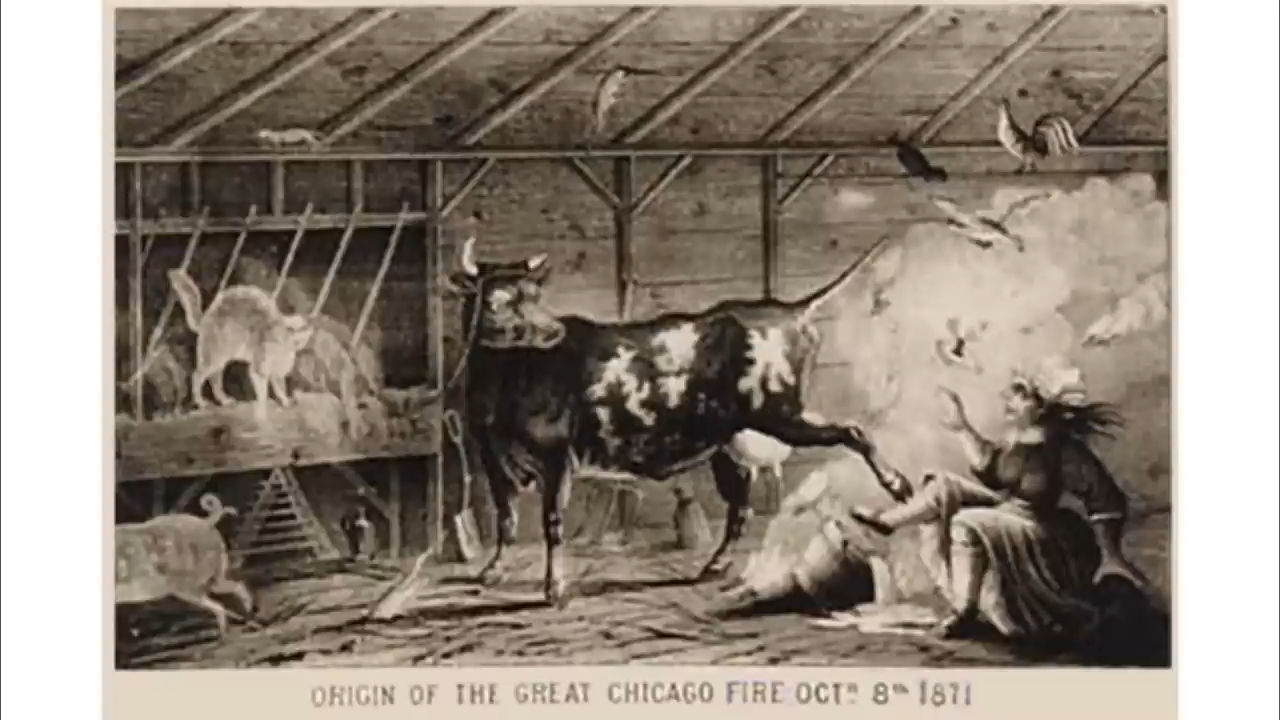 ORIGIN OF THE GREAT CHICAGO FIRE OCTR 8TH 1871